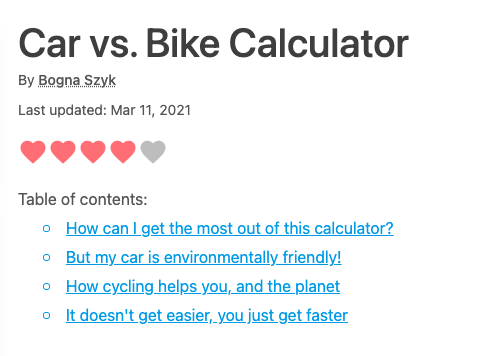 Car vs. Bike Calculator
By Bogna Szyk
Last updated: Mar 11, 2021
Table of contents:
How can I get the most out of this calculator?
But my car is environmentally friendly!
How cycling helps you, and the planet
It doesn't get easier, you just get faster